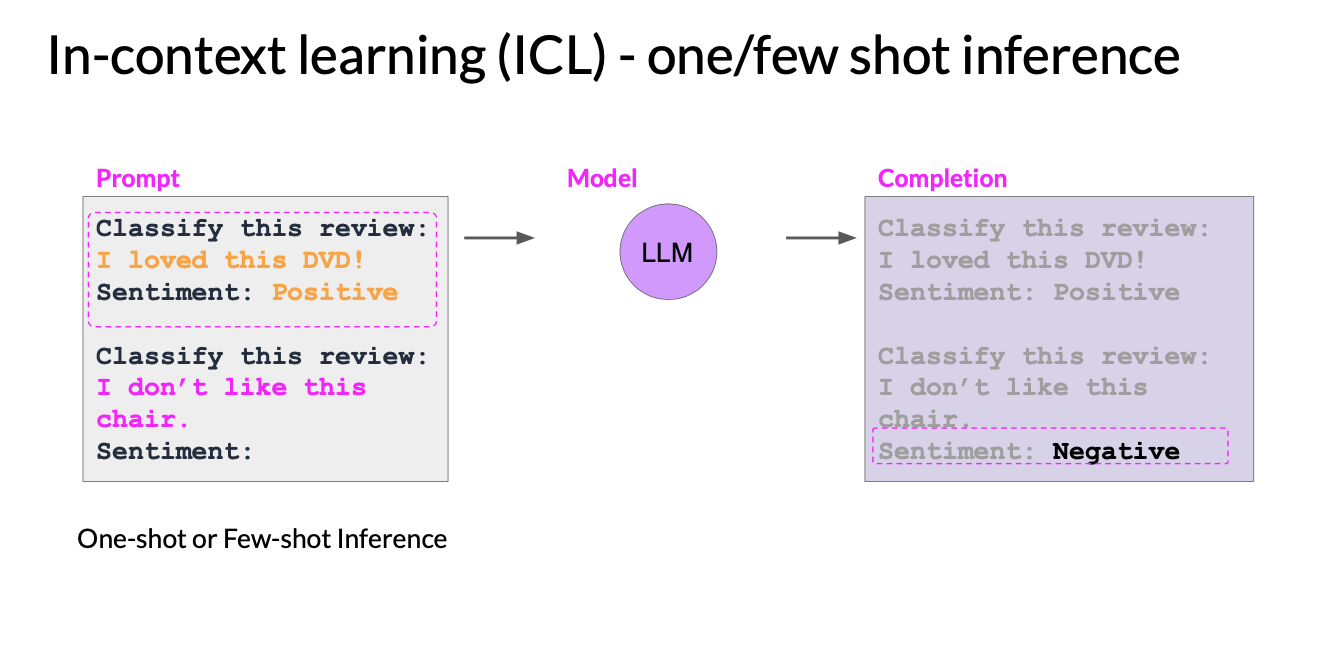 In-context learning (ICL) - one/few shot inference
Prompt
Classify this review:
I loved this DVD!
Sentiment: Positive
Classify this review:
I don’t like this
chair.
Sentiment:
One-shot or Few-shot Inference
Model
LLM
Completion
Classify this review:
I loved this DVD!
Sentiment: Positive
Classify this review:
I don’t like this
chair.
Sentiment: Negative